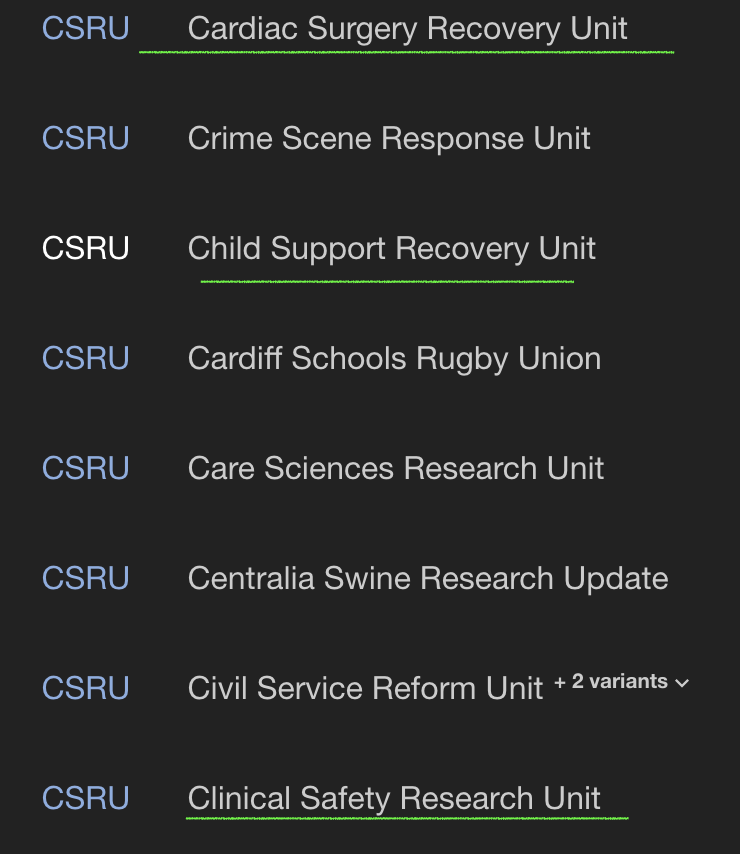 CSRU Cardiac Surgery Recovery Unit
CSRU Crime Scene Response Unit
CSRU Child Support Recovery Unit
CSRU Cardiff Schools Rugby Union
CSRU Care Sciences Research Unit
CSRU Centralia Swine Research Update
CSRU Civil Service Reform Unit + 2 variants
CSRU Clinical Safety Research Unit